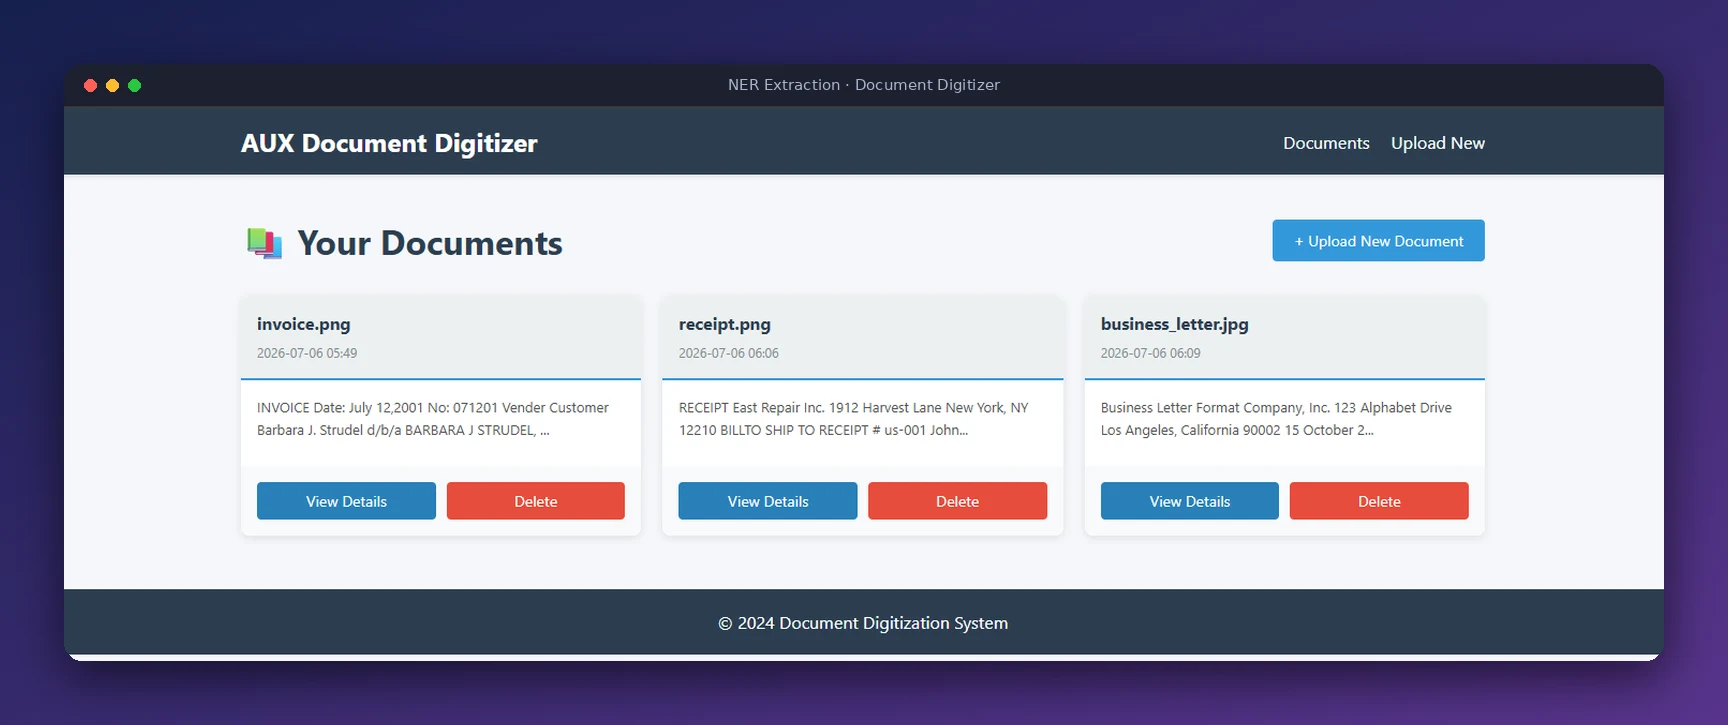 NER Extraction · Document Digitizer
AUX Document Digitizer
Documents
Upload New
Your Documents
+ Upload New Document
invoice.png
2026-07-06 05:49
INVOICE Date: July 12,2001 No: 071201 Vender Customer
Barbara J. Strudel d/b/a BARBARA J STRUDEL, ...
View Details
Delete
receipt.png
2026-07-06 06:06
RECEIPT East Repair Inc. 1912 Harvest Lane New York, NY
12210 BILLTO SHIP TO RECEIPT # us-001 John...
View Details
Delete
business_letter.jpg
2026-07-06 06:09
Business Letter Format Company, Inc. 123 Alphabet Drive
Los Angeles, California 90002 15 October 2...
View Details
Delete
© 2024 Document Digitization System